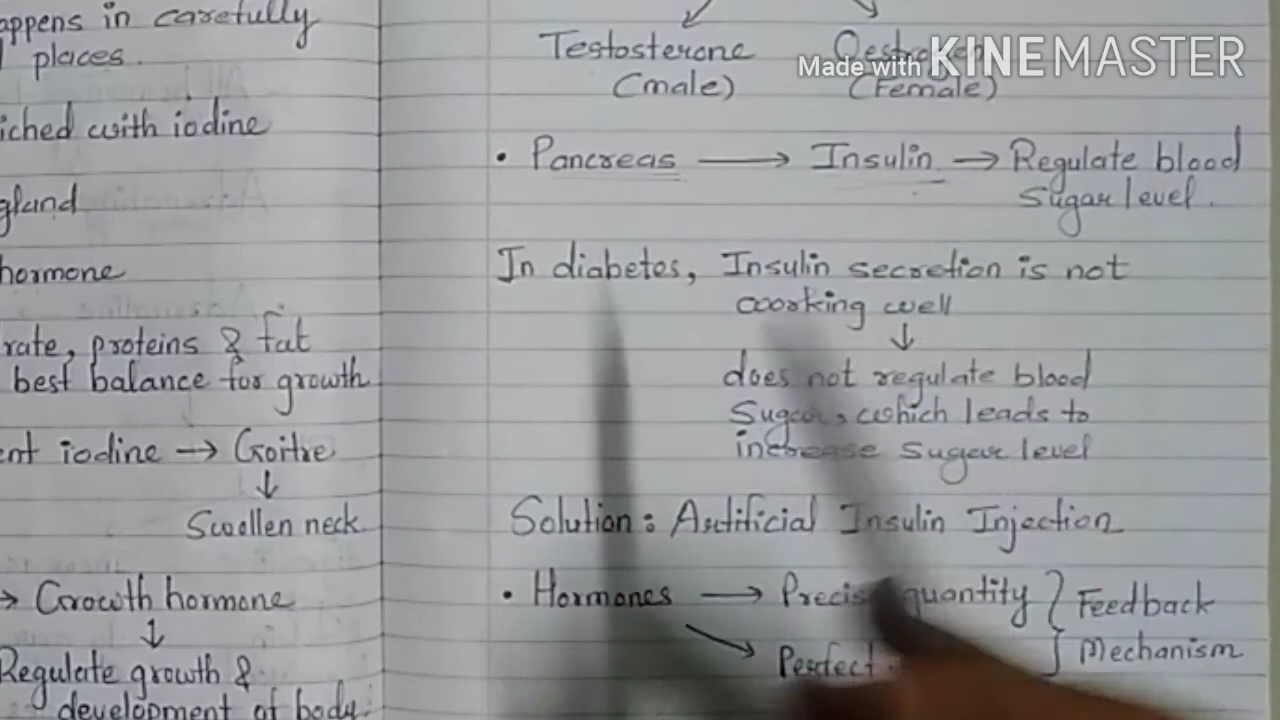 appens in carefully
places.
iched with iodine
gland
hormone
rate, proteins & fat
best balance for growth
ent iodine → Goitre
↓
Swollen neck
→ Growth hormone
↓
Regulate growth &
development of body.
Testosterone
(male) (Female)
Made with KINEMASTER
• Pancreas → Insulin → Regulate blood
Sugar level.
In diabetes, Insulin secretion is not
working well
↓
does not regulate blood
Sugar, which leads to
increase sugar level
Solution: Artificial Insulin Injection
• Hormones → quantity } Feedback
Perfect } Mechanism